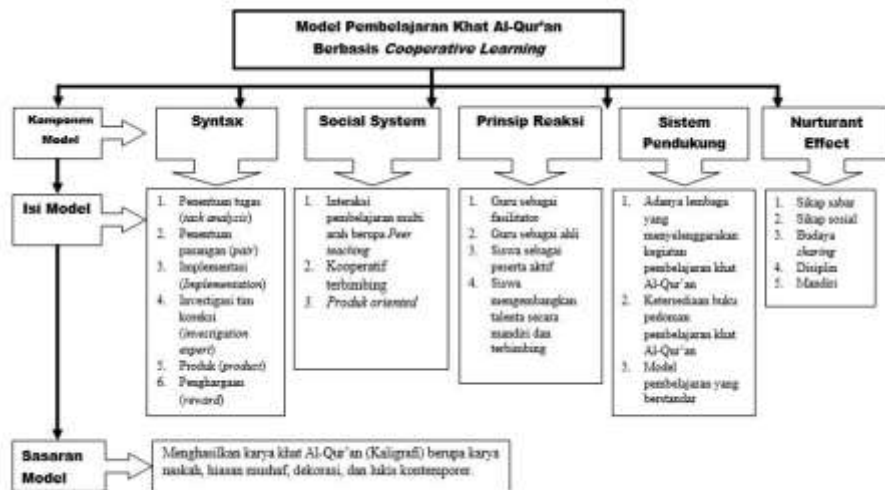 Model Pembelajaran Khat Al-Qur'an
Berbasis Cooperative Learning
Komponen
Model
Syntax
Social System
Prinsip Reaksi
Sistem
Pendukung
Nurturant
Effect
Isi Model
1. Penentuan tugas
(task analysis)
2. Penentuan
pasangan (pair)
3. Implementasi
(Implementation)
4. Investigasi tim
koreksi
(investigation
expert)
5. Produk (product)
6. Penghargaan
(reward)
1. Interaksi
pembelajaran multi
arah berupa Peer
teaching
2. Kooperatif
terbimbing
3. Produk oriented
1. Guru sebagai
fasilitator
2. Guru sebagai ahli
3. Siswa sebagai
peserta aktif
4. Siswa
mengembangkan
talenta secara
mandiri dan
terbimbing
1. Adanya lembaga
yang
menyelenggarakan
kegiatan
pembelajaran khat
Al-Qur'an
2. Ketersediaan buku
pedoman
pembelajaran khat
Al-Qur'an
3. Model
pembelajaran yang
berstandar
1. Sikap sabar
2. Sikap sosial
3. Budaya
sharing
4. Disiplin
5. Mandiri
Sasaran
Model
Menghasilkan karya khat Al-Qur'an (Kaligrafi) berupa karya
naskah, hiasan mushaf, dekorasi, dan lukis kontemporer.